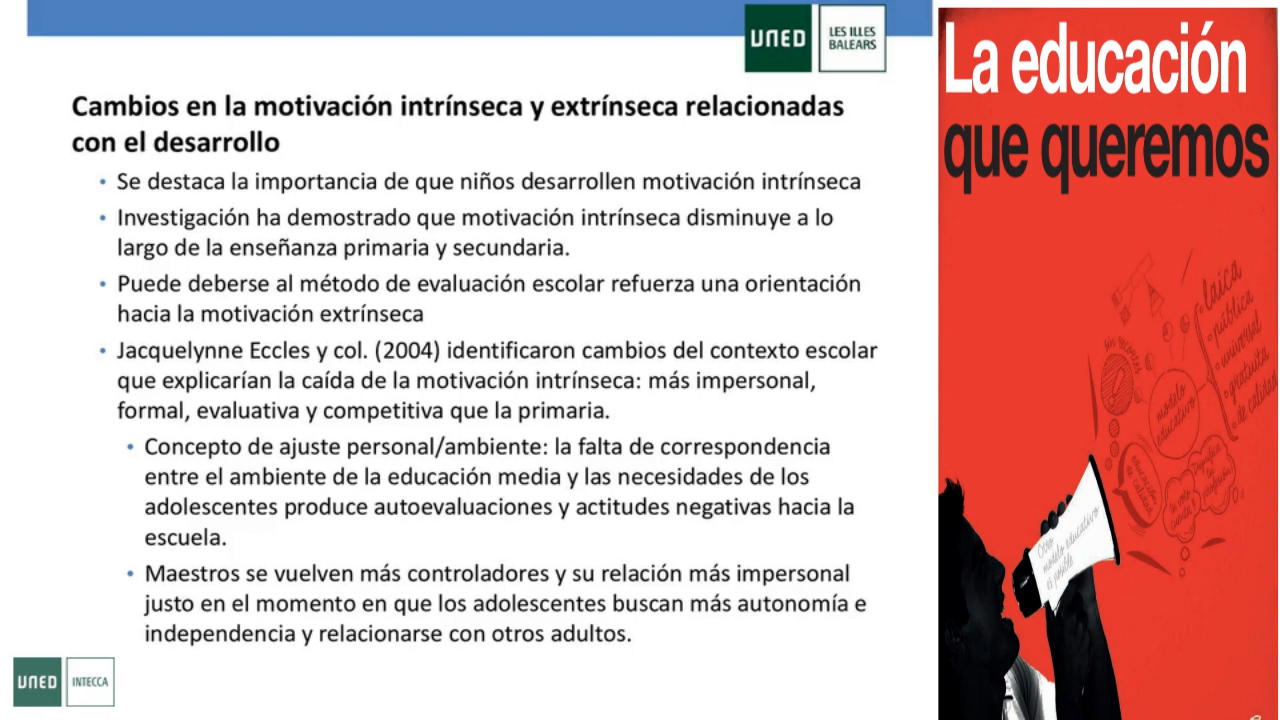 UNED
LES ILLES
BALEARS
Cambios en la motivación intrínseca y extrínseca relacionadas
con el desarrollo
• Se destaca la importancia de que niños desarrollen motivación intrínseca
• Investigación ha demostrado que motivación intrínseca disminuye a lo
largo de la enseñanza primaria y secundaria.
• Puede deberse al método de evaluación escolar refuerza una orientación
hacia la motivación extrínseca
• Jacquelynne Eccles y col. (2004) identificaron cambios del contexto escolar
que explicarían la caída de la motivación intrínseca: más impersonal,
formal, evaluativa y competitiva que la primaria.
• Concepto de ajuste personal/ambiente: la falta de correspondencia
entre el ambiente de la educación media y las necesidades de los
adolescentes produce autoevaluaciones y actitudes negativas hacia la
escuela.
• Maestros se vuelven más controladores y su relación más impersonal
justo en el momento en que los adolescentes buscan más autonomía e
independencia y relacionarse con otros adultos.
UNED
INTECCA
La educación
que queremos
laica
pública
universal
gratuita
de calidad
sin recortes
modelo
educativo
Otro
modelo educativo
es posible